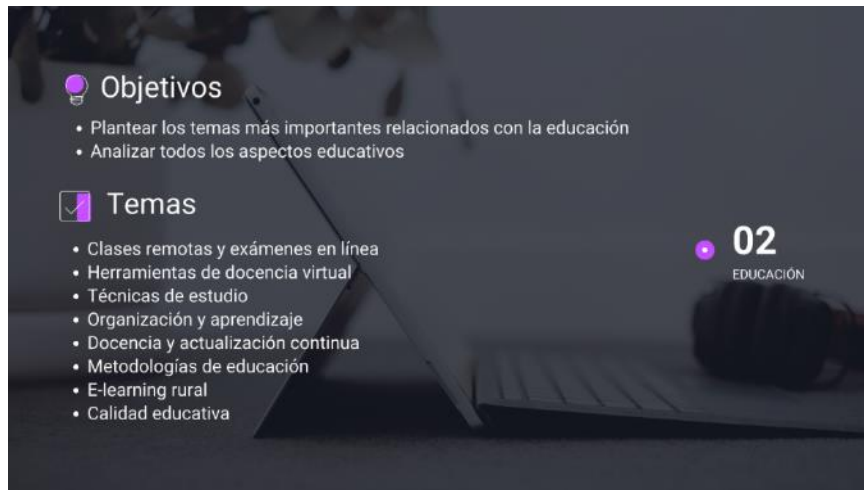 Objetivos
• Plantear los temas más importantes relacionados con la educación
• Analizar todos los aspectos educativos
Temas
• Clases remotas y exámenes en línea
• Herramientas de docencia virtual
• Técnicas de estudio
• Organización y aprendizaje
• Docencia y actualización continua
• Metodologías de educación
• E-learning rural
• Calidad educativa
02
EDUCACIÓN